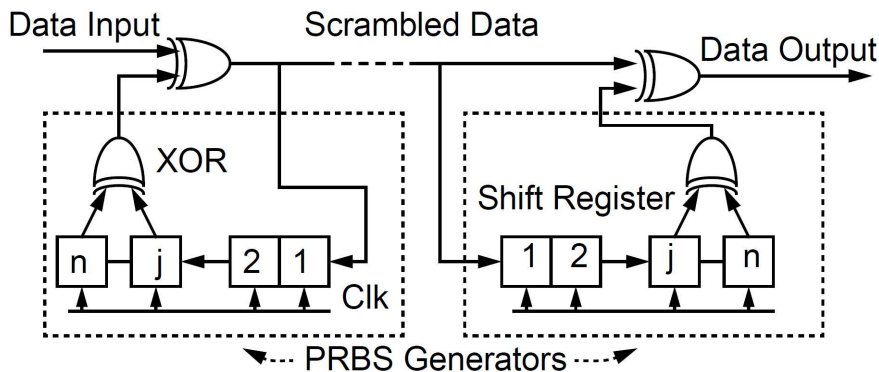 Data Input
Scrambled Data
Data Output
XOR
Shift Register
n j 2 1
1 2 j n
Clk
PRBS Generators